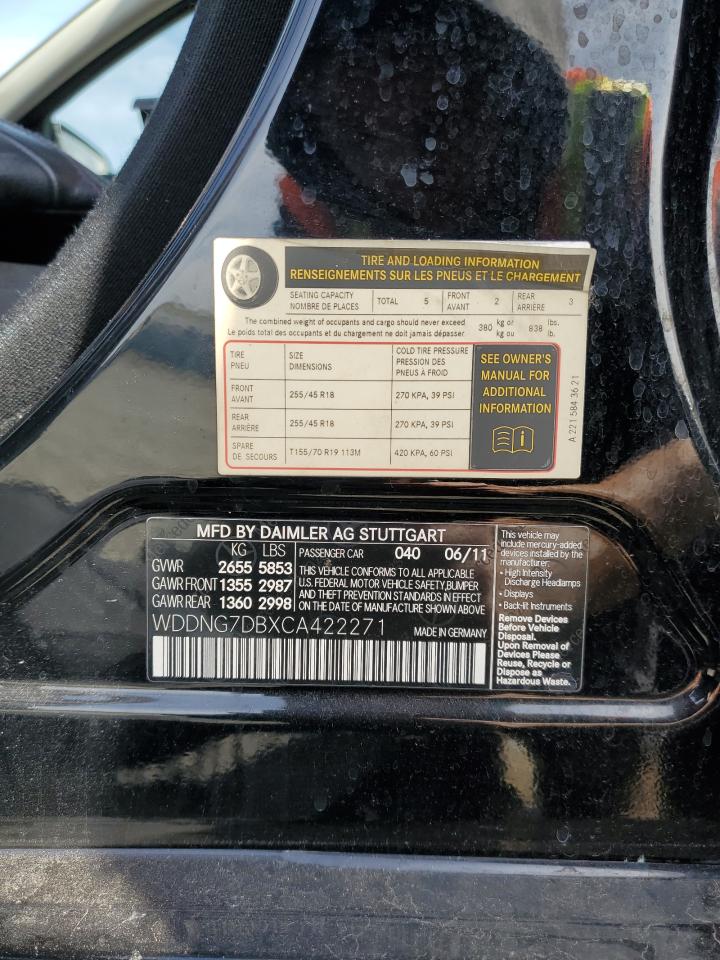 TIRE AND LOADING INFORMATION
RENSEIGNEMENTS SUR LES PNEUS ET LE CHARGEMENT
SEATING CAPACITY
NOMBRE DE PLACES
TOTAL 5
FRONT
AVANT
2
REAR
ARRIÈRE
3
The combined weight of occupants and cargo should never exceed
Le poids total des occupants et du chargement ne doit jamais dépasser
380
kg or
kg ou
838
lbs.
lb.
TIRE
PNEU
SIZE
DIMENSIONS
COLD TIRE PRESSURE
PRESSION DES
PNEUS À FROID
FRONT
AVANT
255/45 R18
270 KPA, 39 PSI
REAR
ARRIÈRE
255/45 R18
270 KPA, 39 PSI
SPARE
DE SECOURS
T155/70 R19 113M
420 KPA, 60 PSI
SEE OWNER'S
MANUAL FOR
ADDITIONAL
INFORMATION
A 221 584 36 21
MFD BY DAIMLER AG STUTTGART
KG LBS
GVWR 2655 5853
GAWR FRONT 1355 2987
GAWR REAR 1360 2998
PASSENGER CAR 040 06/11
THIS VEHICLE CONFORMS TO ALL APPLICABLE
U.S. FEDERAL MOTOR VEHICLE SAFETY, BUMPER,
AND THEFT PREVENTION STANDARDS IN EFFECT
ON THE DATE OF MANUFACTURE SHOWN ABOVE
WDDNG7DBXCA422271
MADE IN GERMANY
This vehicle may
include mercury-added
devices installed by the
manufacturer:
• High Intensity
Discharge Headlamps
• Displays
• Back-lit Instruments
Remove Devices
Before Vehicle
Disposal.
Upon Removal of
Devices Please
Reuse, Recycle or
Dispose as
Hazardous Waste.